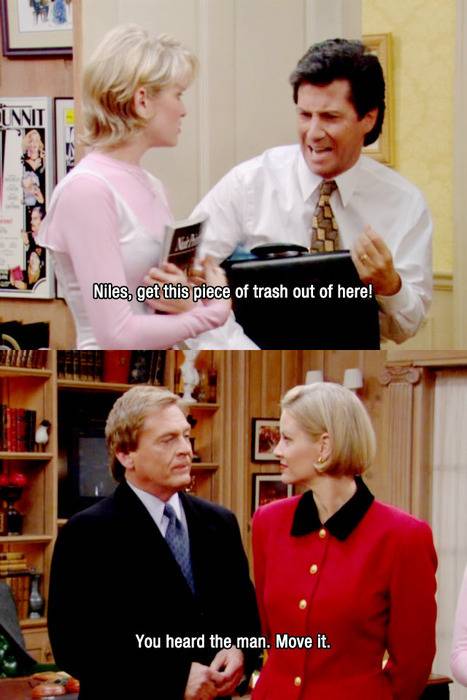 UNNIT
Niles, get this piece of trash out of here!
You heard the man. Move it.